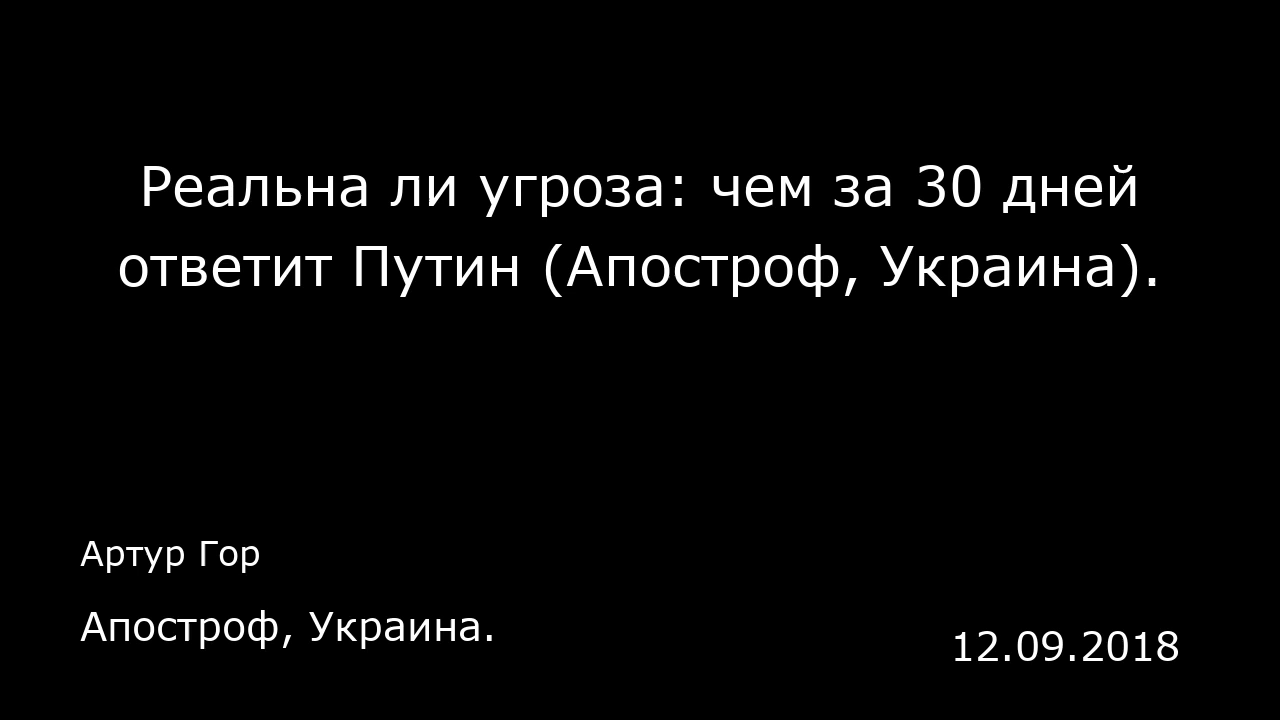 Реальна ли угроза: чем за 30 дней
ответит Путин (Апостроф, Украина).
Артур Гор
Апостроф, Украина.
12.09.2018